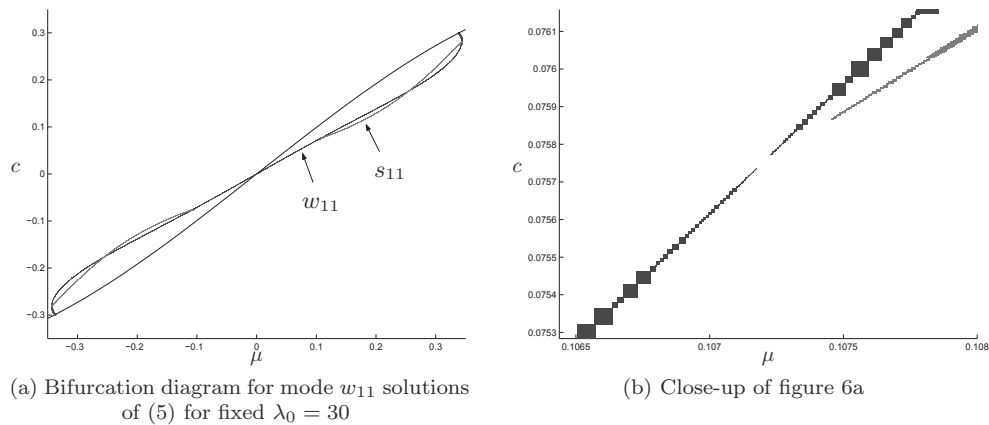 0.3
0.2
0.1
c
0
−0.1
−0.2
−0.3
s11
w11
−0.3 −0.2 −0.1 0 0.1 0.2 0.3
μ
(a) Bifurcation diagram for mode w11 solutions
of (5) for fixed λ0 = 30
0.0761
0.076
0.0759
0.0758
c
0.0757
0.0756
0.0755
0.0754
0.0753
0.1065 0.107 0.1075 0.108
μ
(b) Close-up of figure 6a